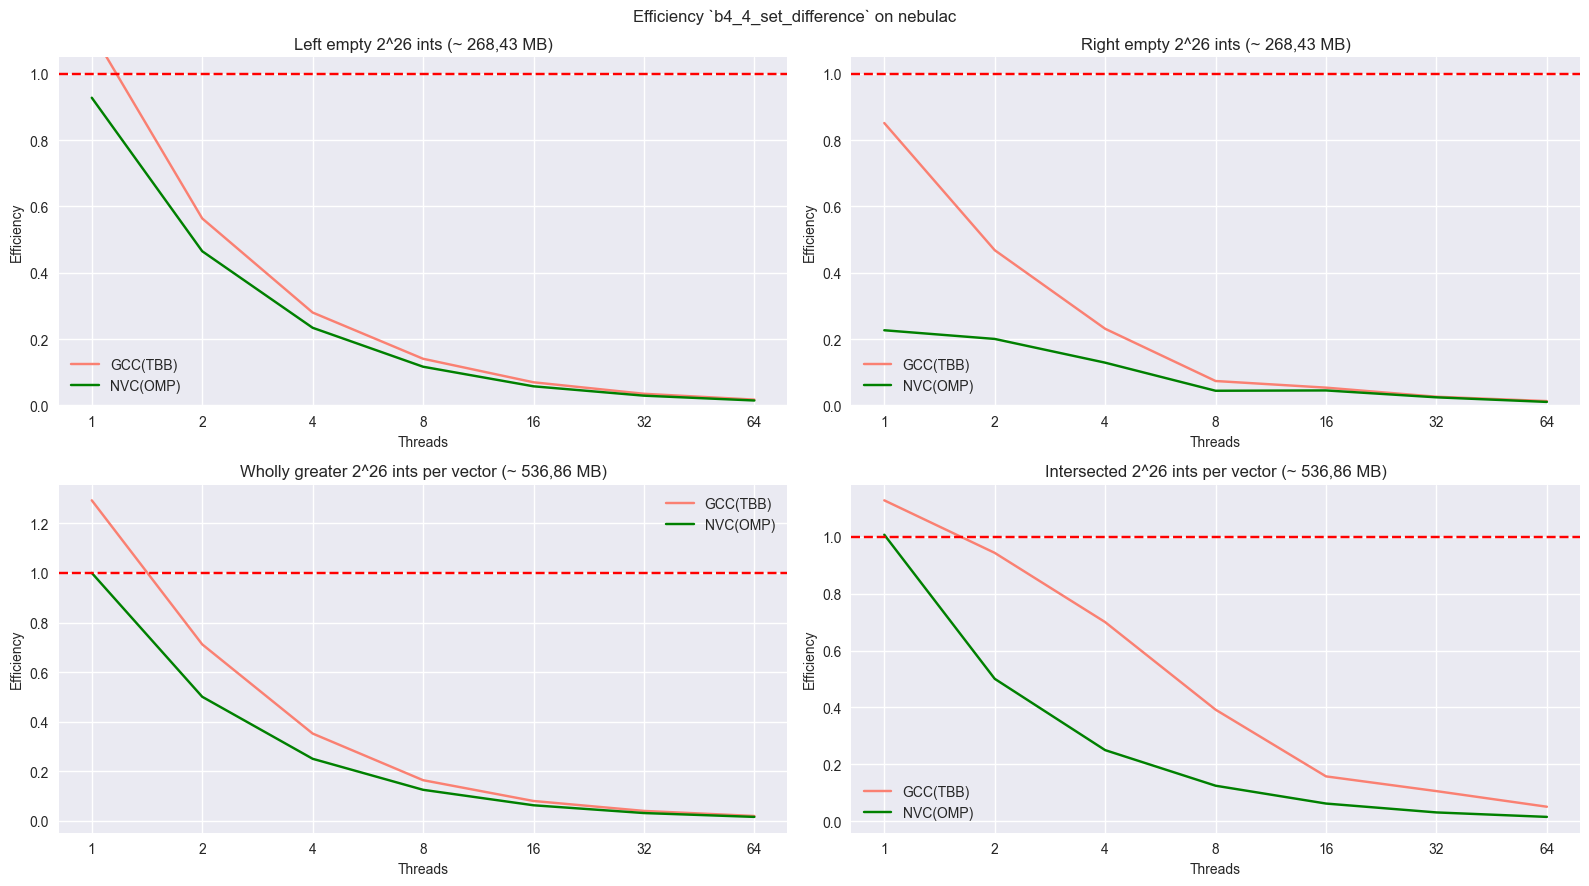 Efficiency `b4_4_set_difference` on nebulac
Left empty 2^26 ints (~ 268,43 MB)
1.0
0.8
0.6
0.4
0.2
0.0
Efficiency
GCC(TBB)
NVC(OMP)
1 2 4 8 16 32 64
Threads
Right empty 2^26 ints (~ 268,43 MB)
1.0
0.8
0.6
0.4
0.2
0.0
Efficiency
GCC(TBB)
NVC(OMP)
1 2 4 8 16 32 64
Threads
Wholly greater 2^26 ints per vector (~ 536,86 MB)
1.2
1.0
0.8
0.6
0.4
0.2
0.0
Efficiency
GCC(TBB)
NVC(OMP)
1 2 4 8 16 32 64
Threads
Intersected 2^26 ints per vector (~ 536,86 MB)
1.0
0.8
0.6
0.4
0.2
0.0
Efficiency
GCC(TBB)
NVC(OMP)
1 2 4 8 16 32 64
Threads